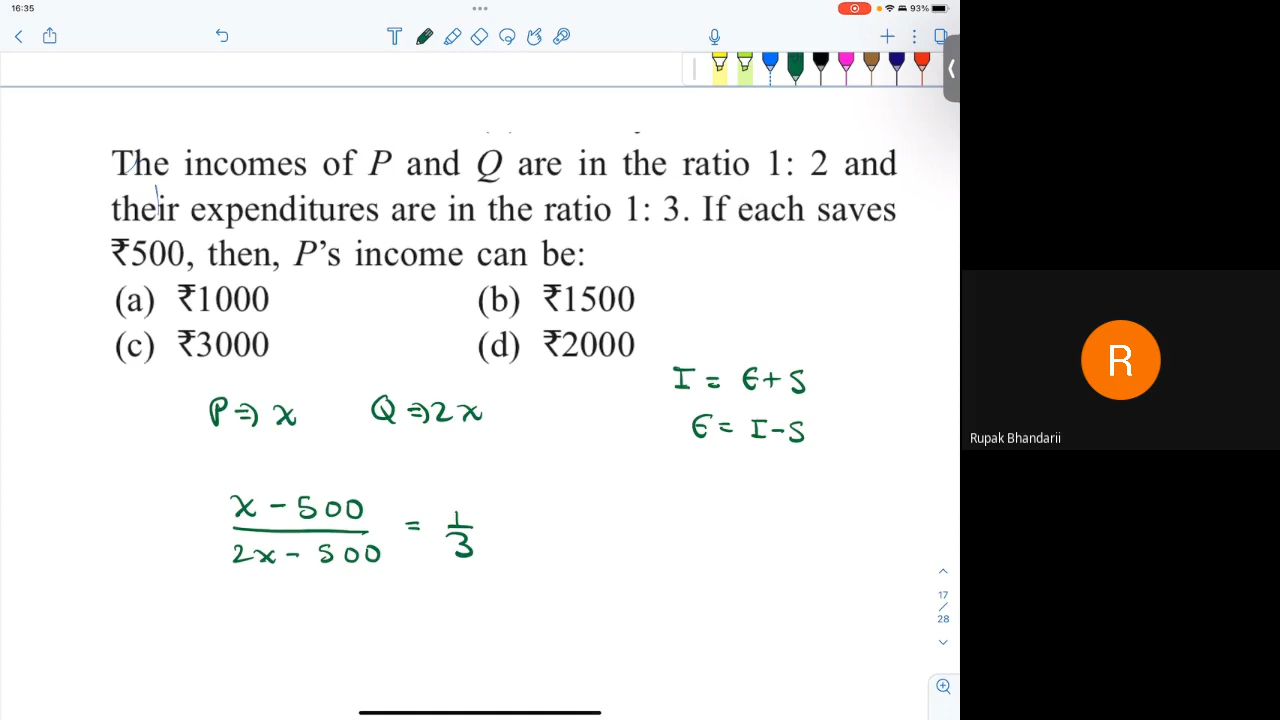 16:35
93%
The incomes of P and Q are in the ratio 1: 2 and
their expenditures are in the ratio 1: 3. If each saves
₹500, then, P's income can be:
(a) ₹1000 (b) ₹1500
(c) ₹3000 (d) ₹2000
I = E + S
P => x Q => 2x
E = I - S
x - 500
2x - 500
= 1/3
17
/
28
R
Rupak Bhandarii